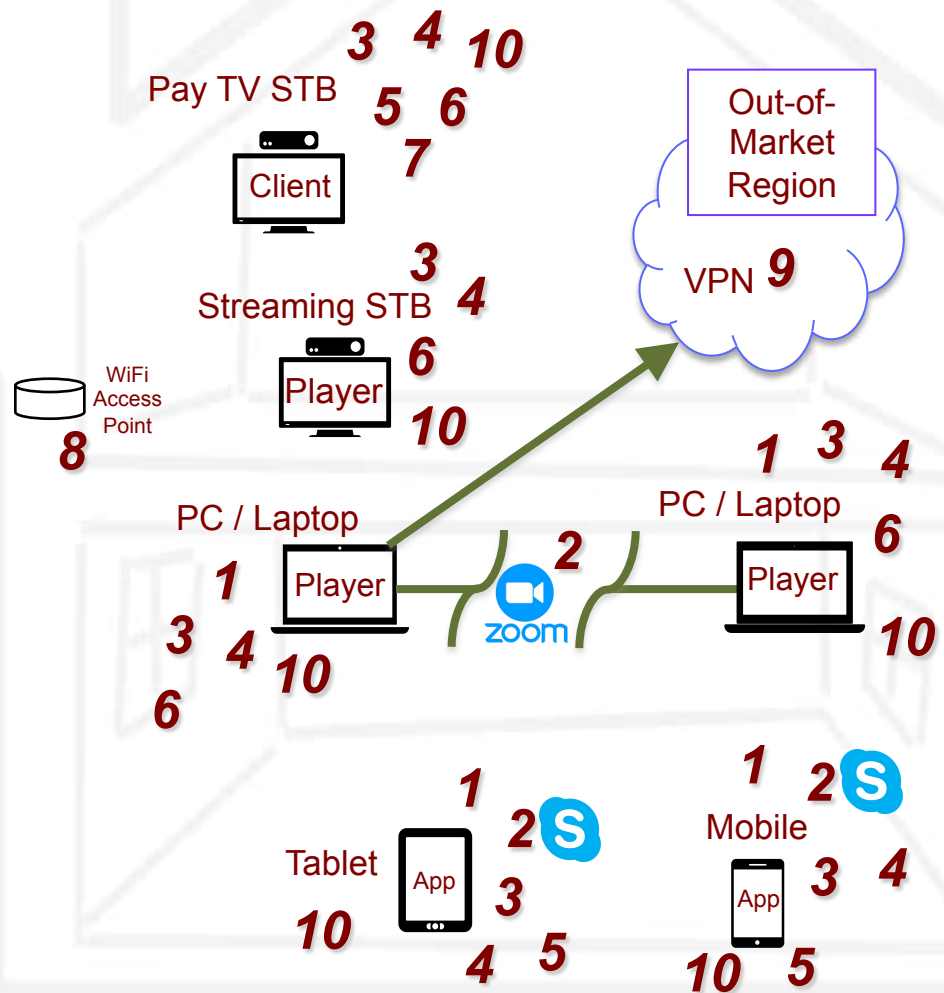 3 4 10
Pay TV STB
5 6
7
Client
Out-of-
Market
Region
VPN 9
3
Streaming STB 4
6
Player
10
WiFi
Access
Point
8
PC / Laptop
1
Player
3
4
10
6
2
zoom
1 3 4
PC / Laptop
6
Player
10
1
2 S
Tablet
App
3
10
4 5
1
2 S
Mobile
4
App
3
10 5